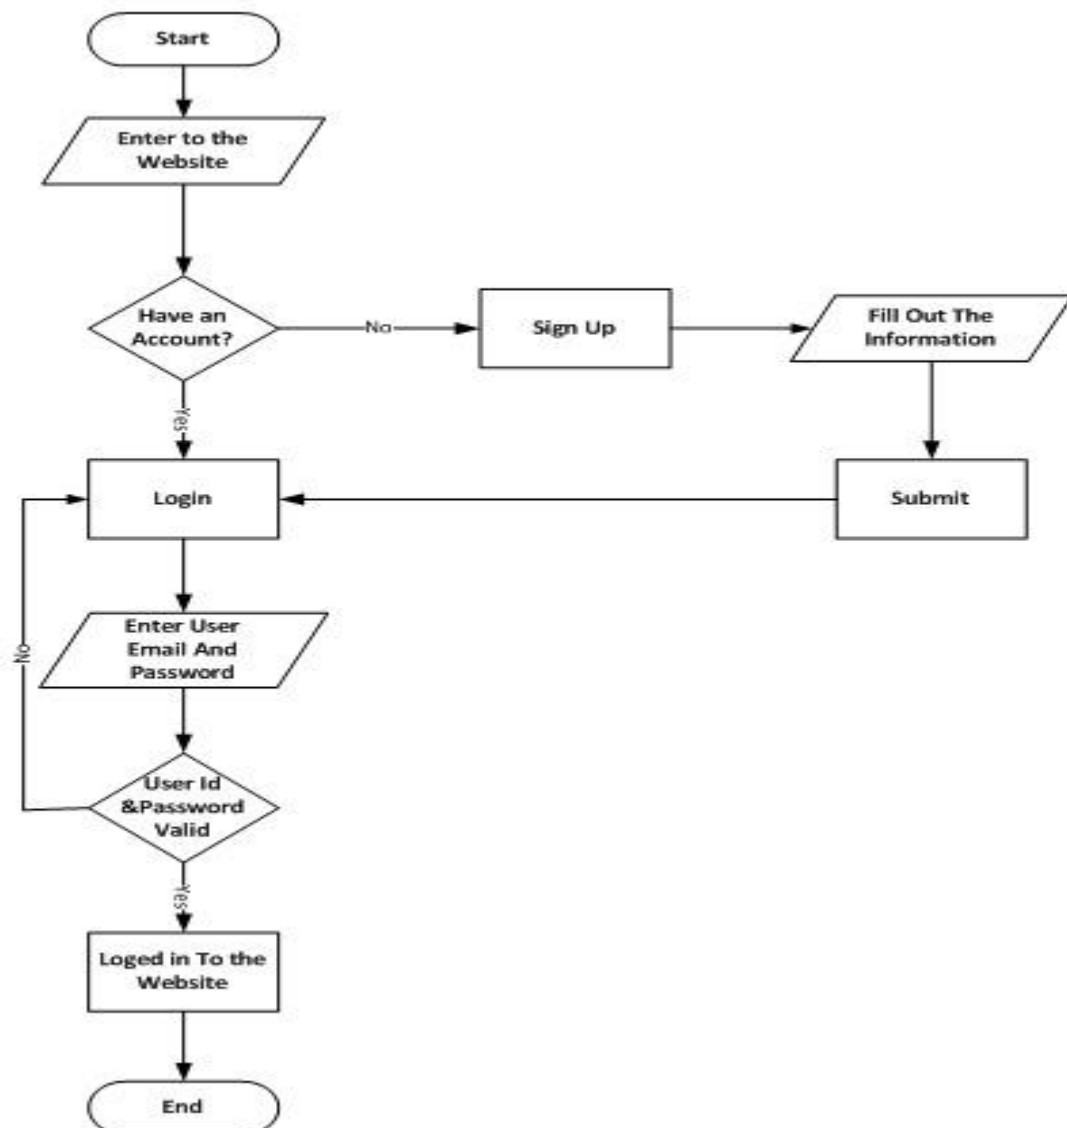 Start
Enter to the
Website
Have an
Account?
No
Sign Up
Fill Out The
Information
Yes
Login
Submit
Enter User
Email And
Password
No
User Id
&Password
Valid
Yes
Loged in To the
Website
End